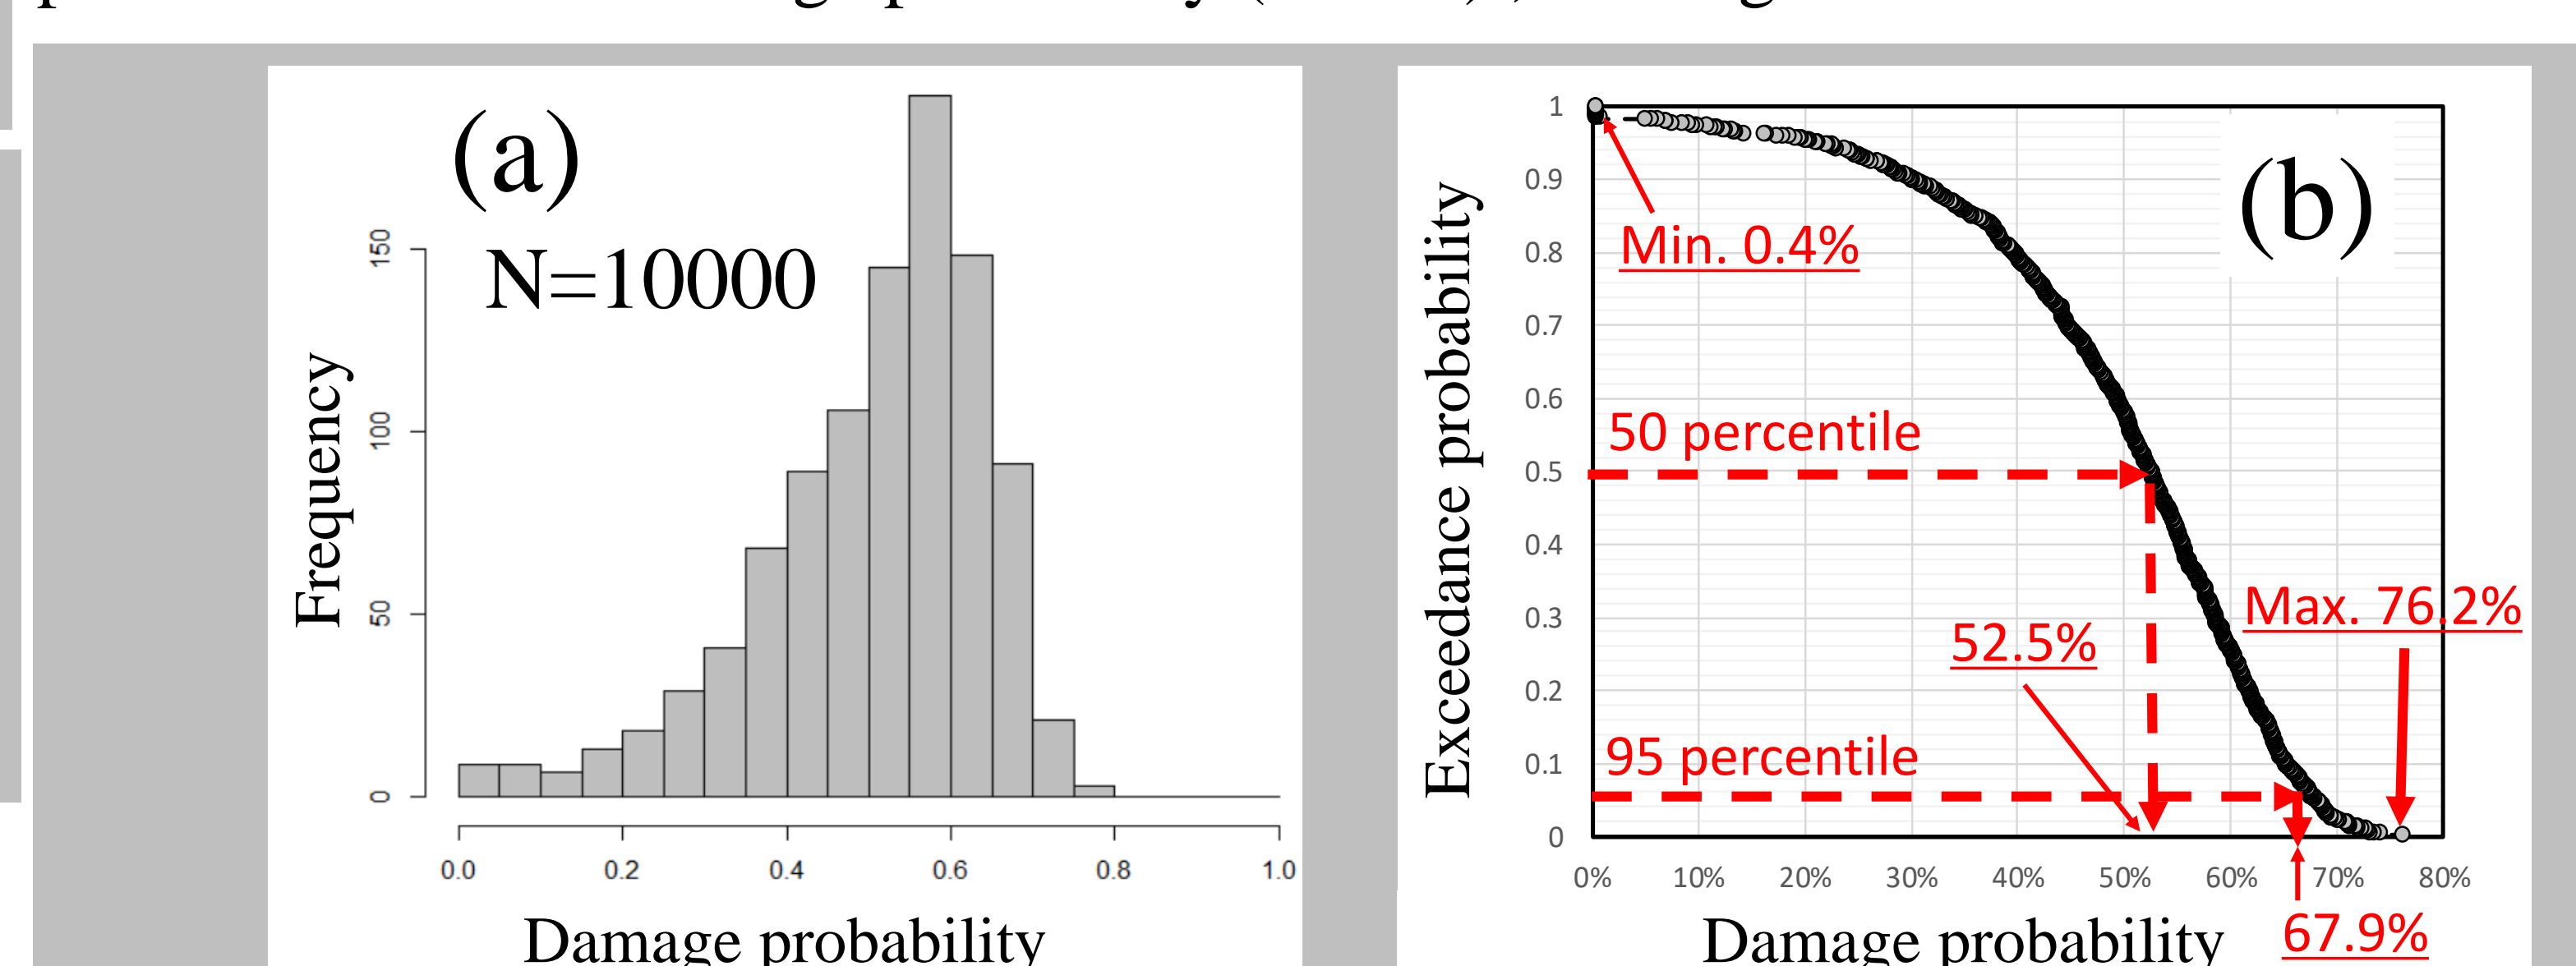 (a)
N=10000
Frequency
150
100
50
0
0.0 0.2 0.4 0.6 0.8 1.0
Damage probability
(b)
Exceedance probability
1
0.9
0.8
0.7
0.6
0.5
0.4
0.3
0.2
0.1
0
Min. 0.4%
50 percentile
52.5%
Max. 76.2%
95 percentile
0% 10% 20% 30% 40% 50% 60% 70% 80%
67.9%
Damage probability